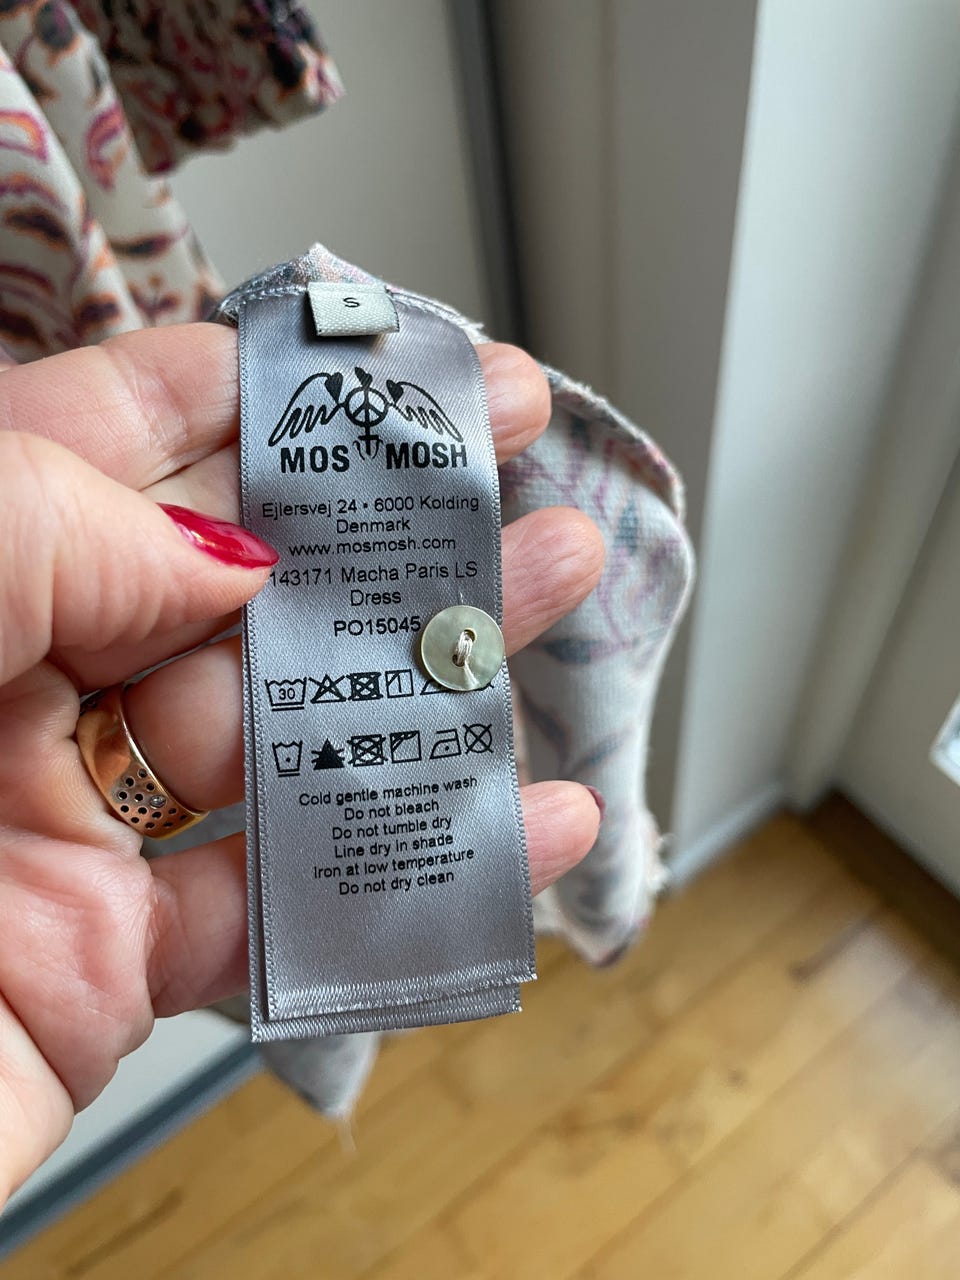 S
MOS MOSH
Ejlersvej 24 • 6000 Kolding
Denmark
www.mosmosh.com
143171 Macha Paris LS
Dress
PO15045
30
Cold gentle machine wash
Do not bleach
Do not tumble dry
Line dry in shade
Iron at low temperature
Do not dry clean